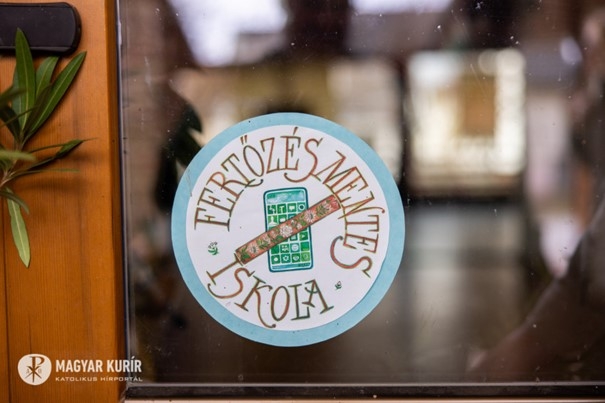 FERTŐZÉSMENTES
ISKOLA
MAGYAR KURÍR
KATOLIKUS HÍRPORTÁL